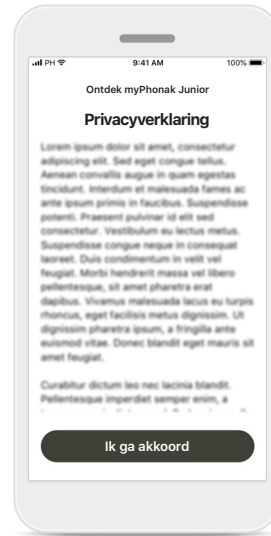 PH 9:41 AM 100%
Ontdek myPhonak Junior
Privacyverklaring
Lorem ipsum dolor sit amet, consectetur
adipiscing elit. Sed eget congue tellus.
Aenean convallis augue in quam egestas
tincidunt. Interdum et malesuada fames ac
ante ipsum primis in faucibus. Suspendisse
potenti. Praesent pulvinar id elit sed
consectetur. Vestibulum eu lectus metus.
Suspendisse congue neque in consequat
laoreet. Duis condimentum in velit vel
feugiat. Morbi hendrerit massa vel libero
pellentesque, sit amet pharetra erat
dapibus. Vivamus malesuada lacus eu turpis
rhoncus, eget facilisis metus dignissim. Ut
dignissim pharetra ipsum, a fringilla ante
euismod vitae. Donec blandit eget mauris sit
amet feugiat.
Curabitur dictum leo nec lacinia blandit.
Pellentesque imperdiet semper enim, a
Ik ga akkoord